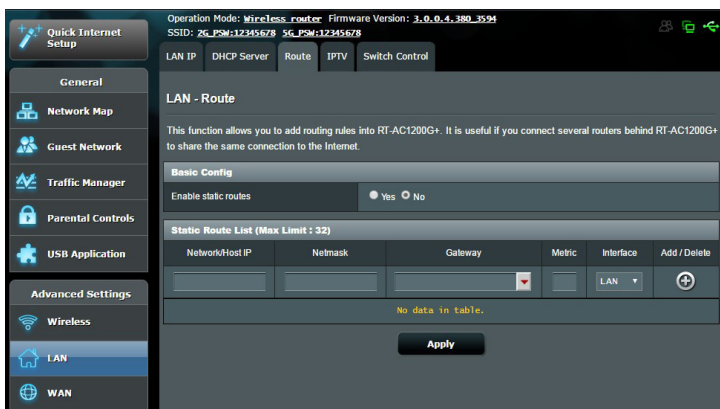 Quick Internet Setup
Operation Mode: Wireless router Firmware Version: 3.0.0.4.380_3594
SSID: 2G_PSW:12345678 5G_PSW:12345678
LAN IP DHCP Server Route IPTV Switch Control
General
Network Map
Guest Network
Traffic Manager
Parental Controls
USB Application
Advanced Settings
Wireless
LAN
WAN
LAN - Route
This function allows you to add routing rules into RT-AC1200G+. It is useful if you connect several routers behind RT-AC1200G+
to share the same connection to the Internet.
Basic Config
Enable static routes Yes No
Static Route List (Max Limit : 32)
Network/Host IP Netmask Gateway Metric Interface Add / Delete
LAN
No data in table.
Apply